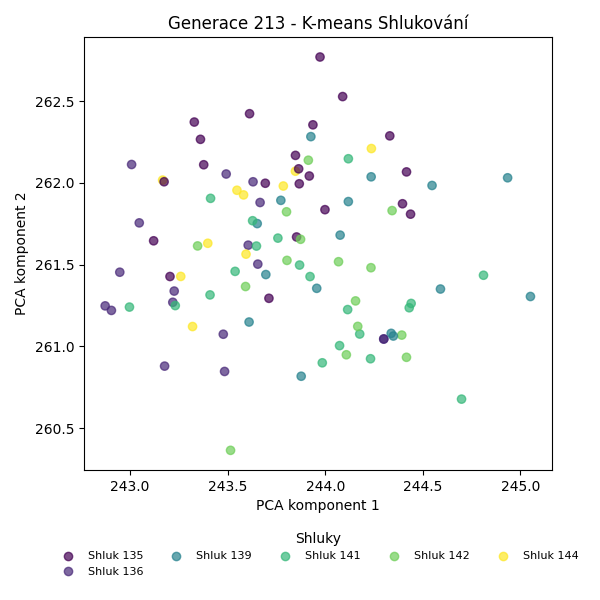 Generace 213 - K-means Shlukování
PCA komponent 2
262.5
262.0
261.5
261.0
260.5
243.0 243.5 244.0 244.5 245.0
PCA komponent 1
Shluky
Shluk 135 Shluk 139 Shluk 141 Shluk 142 Shluk 144
Shluk 136